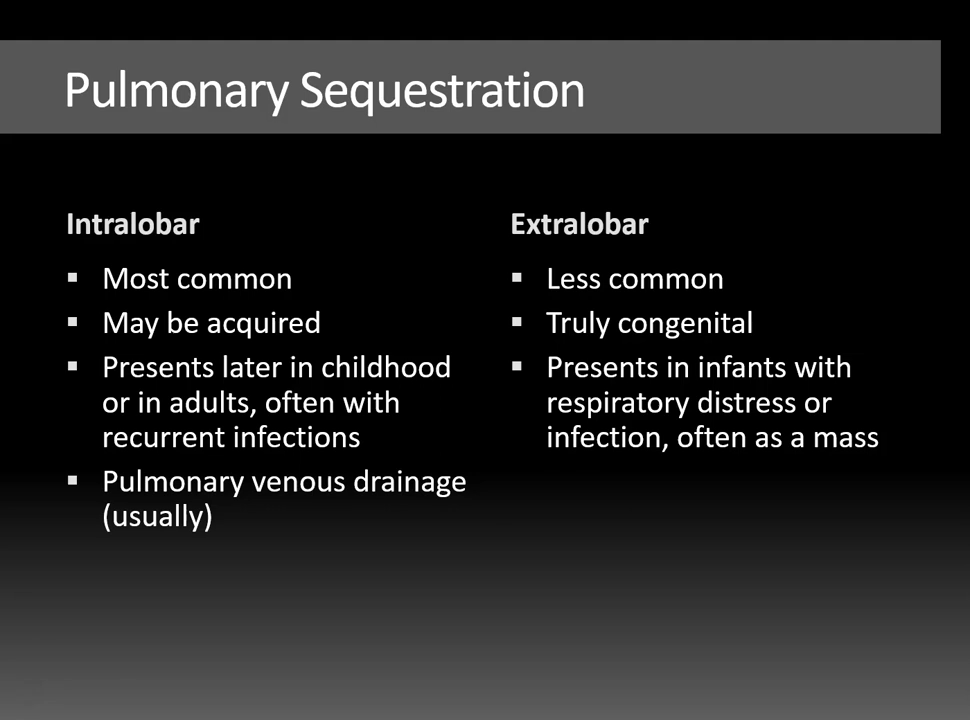 Pulmonary Sequestration
Intralobar
▪ Most common
▪ May be acquired
▪ Presents later in childhood
or in adults, often with
recurrent infections
▪ Pulmonary venous drainage
(usually)
Extralobar
▪ Less common
▪ Truly congenital
▪ Presents in infants with
respiratory distress or
infection, often as a mass